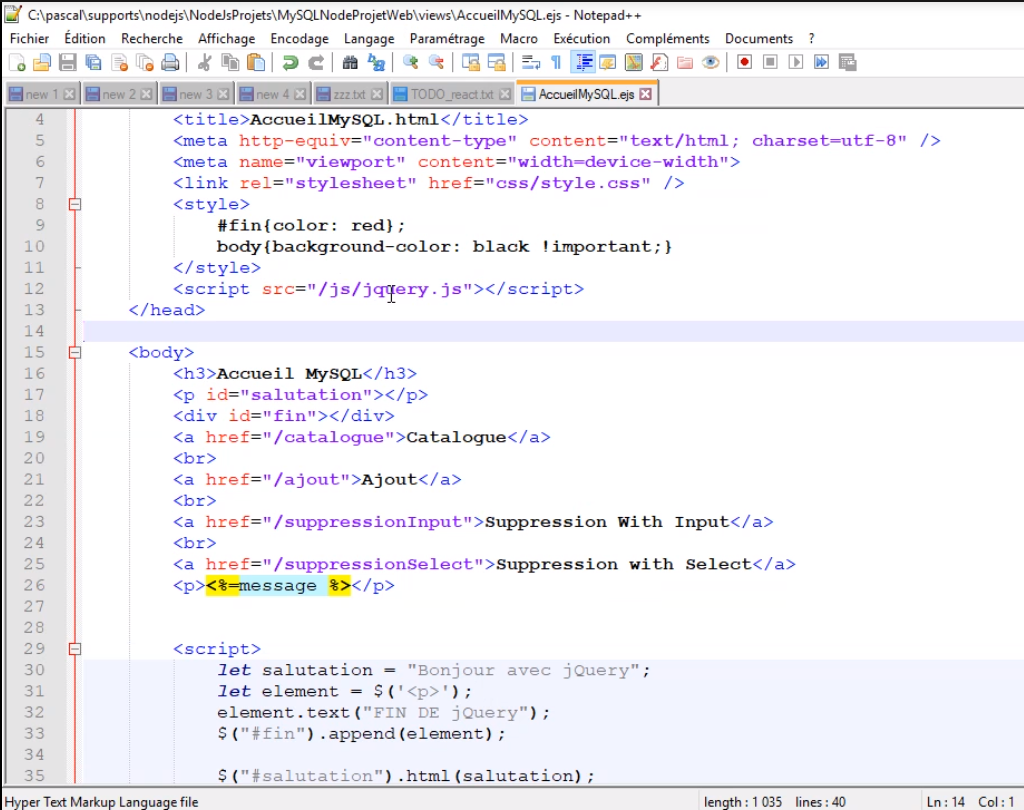 C:\pascal\supports\nodejs\NodeJsProjets\MySQLNodeProjetWeb\views\AccueilMySQL.ejs - Notepad++
Fichier Édition Recherche Affichage Encodage Langage Paramétrage Macro Exécution Compléments Documents ?
new 1 new 2 new 3 new 4 zzz.txt TODO_react.txt AccueilMySQL.ejs
4 <title>AccueilMySQL.html</title>
5 <meta http-equiv="content-type" content="text/html; charset=utf-8" />
6 <meta name="viewport" content="width=device-width">
7 <link rel="stylesheet" href="css/style.css" />
8 <style>
9 #fin{color: red};
10 body{background-color: black !important;}
11 </style>
12 <script src="/js/jquery.js"></script>
13 </head>
14
15 <body>
16 <h3>Accueil MySQL</h3>
17 <p id="salutation"></p>
18 <div id="fin"></div>
19 <a href="/catalogue">Catalogue</a>
20 <br>
21 <a href="/ajout">Ajout</a>
22 <br>
23 <a href="/suppressionInput">Suppression With Input</a>
24 <br>
25 <a href="/suppressionSelect">Suppression with Select</a>
26 <p><%=message %></p>
27
28
29 <script>
30 let salutation = "Bonjour avec jQuery";
31 let element = $('<p>');
32 element.text("FIN DE jQuery");
33 $("#fin").append(element);
34
35 $("#salutation").html(salutation);
Hyper Text Markup Language file length : 1 035 lines : 40 Ln : 14 Col : 1